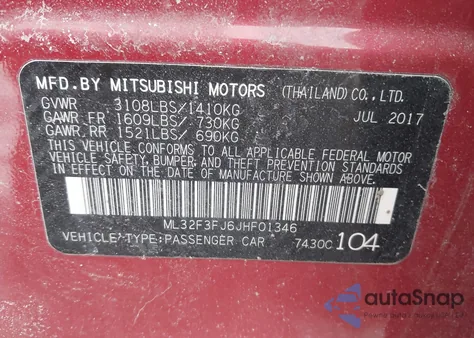 MFD.BY MITSUBISHI MOTORS (THAILAND)CO.,LTD.
GVWR 3108LBS/1410KG JUL 2017
GAWR.FR 1609LBS/ 730KG
GAWR.RR 1521LBS/ 690KG
THIS VEHICLE CONFORMS TO ALL APPLICABLE FEDERAL MOTOR
VEHICLE SAFETY, BUMPER, AND THEFT PREVENTION STANDARDS
IN EFFECT ON THE DATE OF MANUFACTURE SHOWN ABOVE.
ML32F3FJ6JHF01346
VEHICLE TYPE:PASSENGER CAR 7430C 104
autoSnap